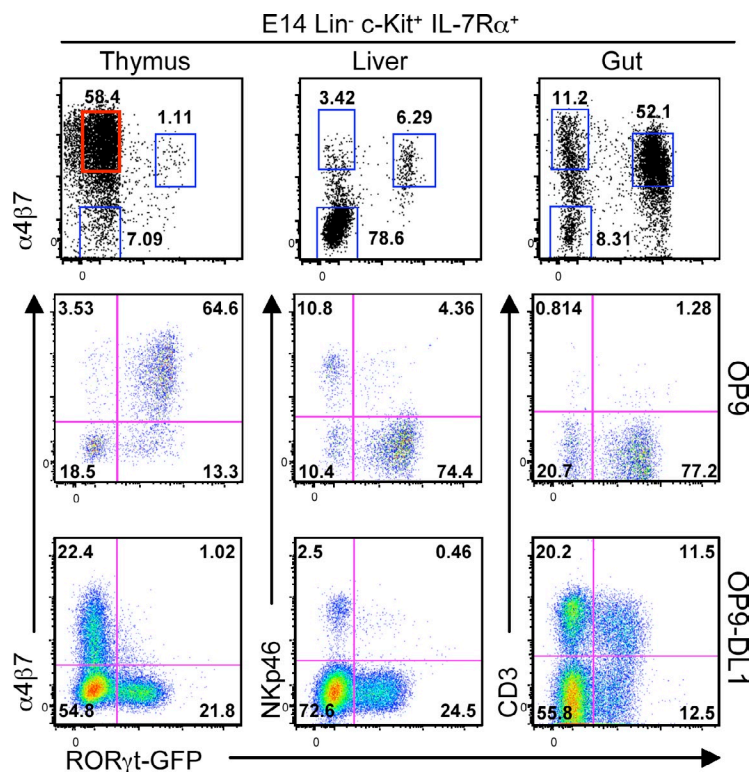 E14 Lin- c-Kit+ IL-7Rα+
Thymus Liver Gut
58.4 1.11 7.09
3.42 6.29 78.6
11.2 52.1 8.31
α4β7
0 0
0 0
0 0
3.53 64.6 18.5 13.3
10.8 4.36 10.4 74.4
0.814 1.28 20.7 77.2
OP9
0 0
0 0
0 0
22.4 1.02 54.8 21.8
2.5 0.46 72.6 24.5
20.2 11.5 55.8 12.5
OP9-DL1
α4β7
NKp46
CD3
0 0
0 0
0 0
RORγt-GFP